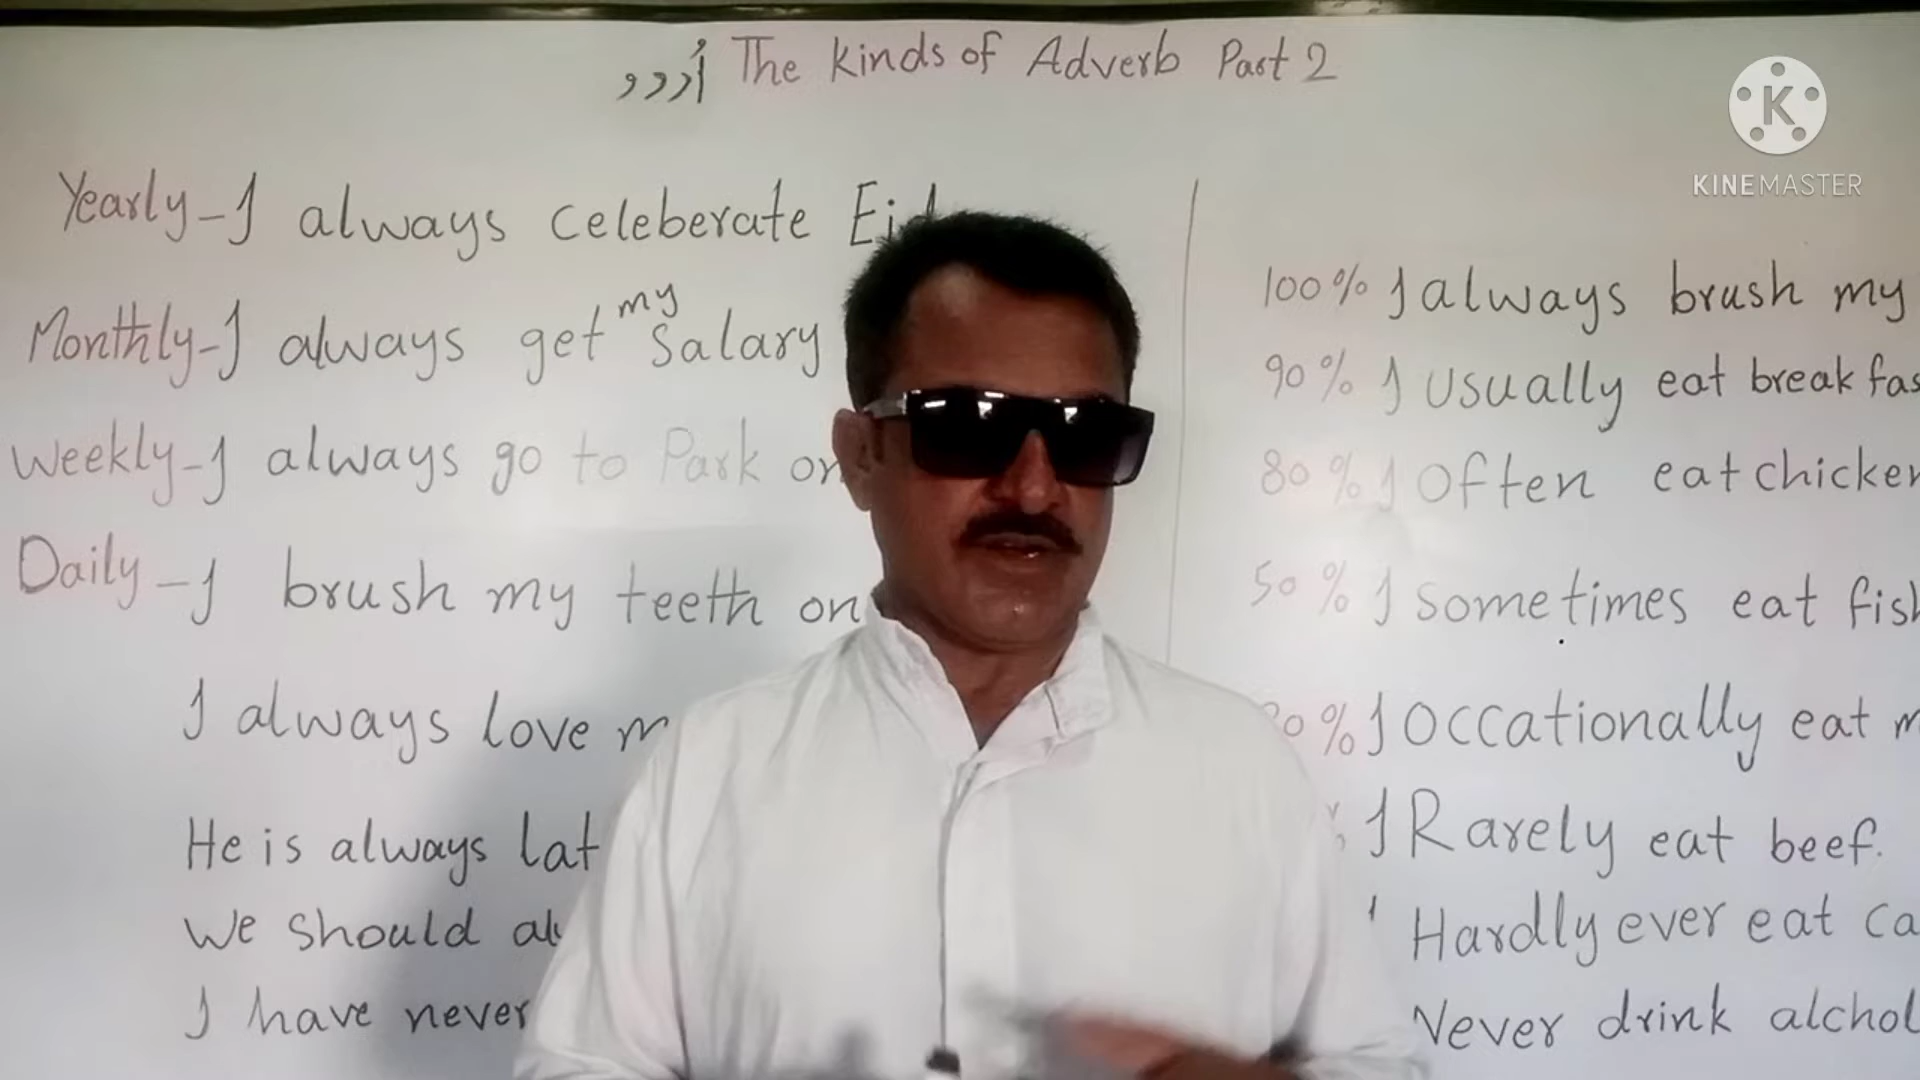 اُردو The Kinds of Adverb Part 2
K
KINEMASTER
Yearly - I always celeberate Eid
Monthly - I always get my Salary
Weekly - I always go to Park on
Daily - I brush my teeth on
I always love m
He is always lat
We should al
I have never
100% I always brush my
90% I usually eat breakfas
80% I Often eat chicken
50% I Sometimes eat fish
0% I Occationally eat m
I Rarely eat beef.
Hardly ever eat ca
Never drink alchol